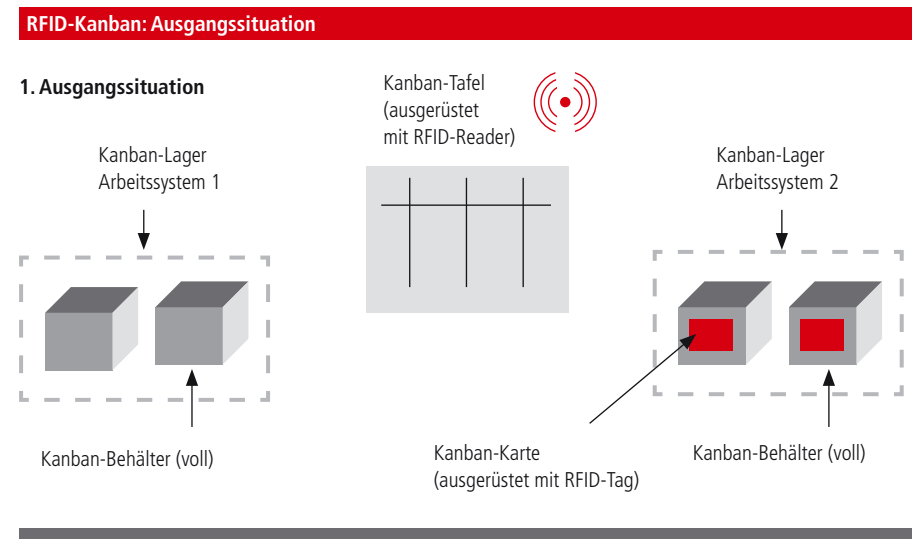 RFID-Kanban: Ausgangssituation
1. Ausgangssituation
Kanban-Tafel
(ausgerüstet
mit RFID-Reader)
Kanban-Lager
Arbeitssystem 1
Kanban-Lager
Arbeitssystem 2
Kanban-Behälter (voll)
Kanban-Karte
(ausgerüstet mit RFID-Tag)
Kanban-Behälter (voll)